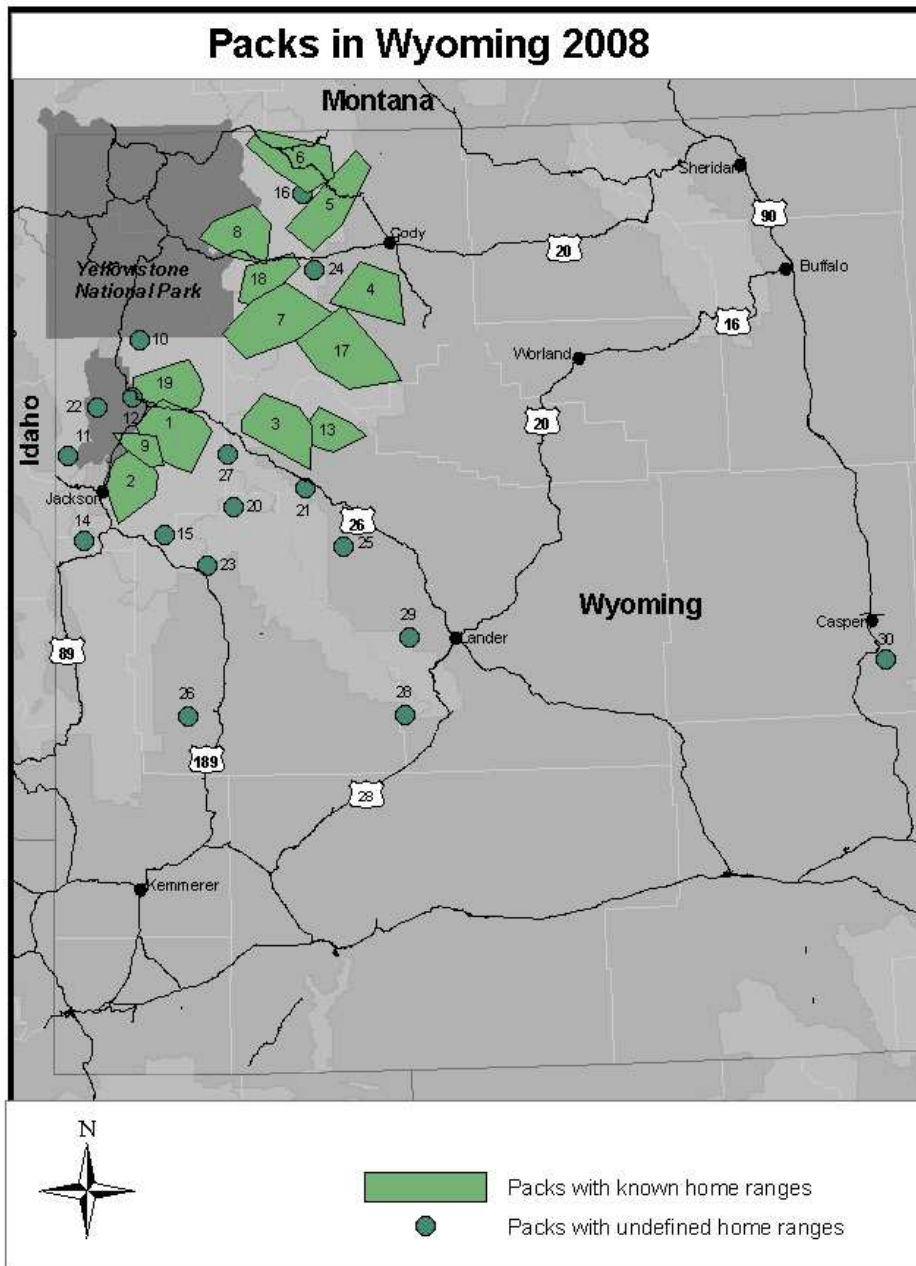 Packs in Wyoming 2008
Montana
Sheridan
6
16
5
90
8
Cody
20
Yellowstone
National Park
18
24
4
Buffalo
7
16
10
17
Worland
19
22
12
1
3
13
20
Idaho
11
9
27
2
Jackson
20
21
14
15
26
25
23
Wyoming
29
Lander
Casper
30
89
26
28
189
28
Kemmerer
N
Packs with known home ranges
Packs with undefined home ranges